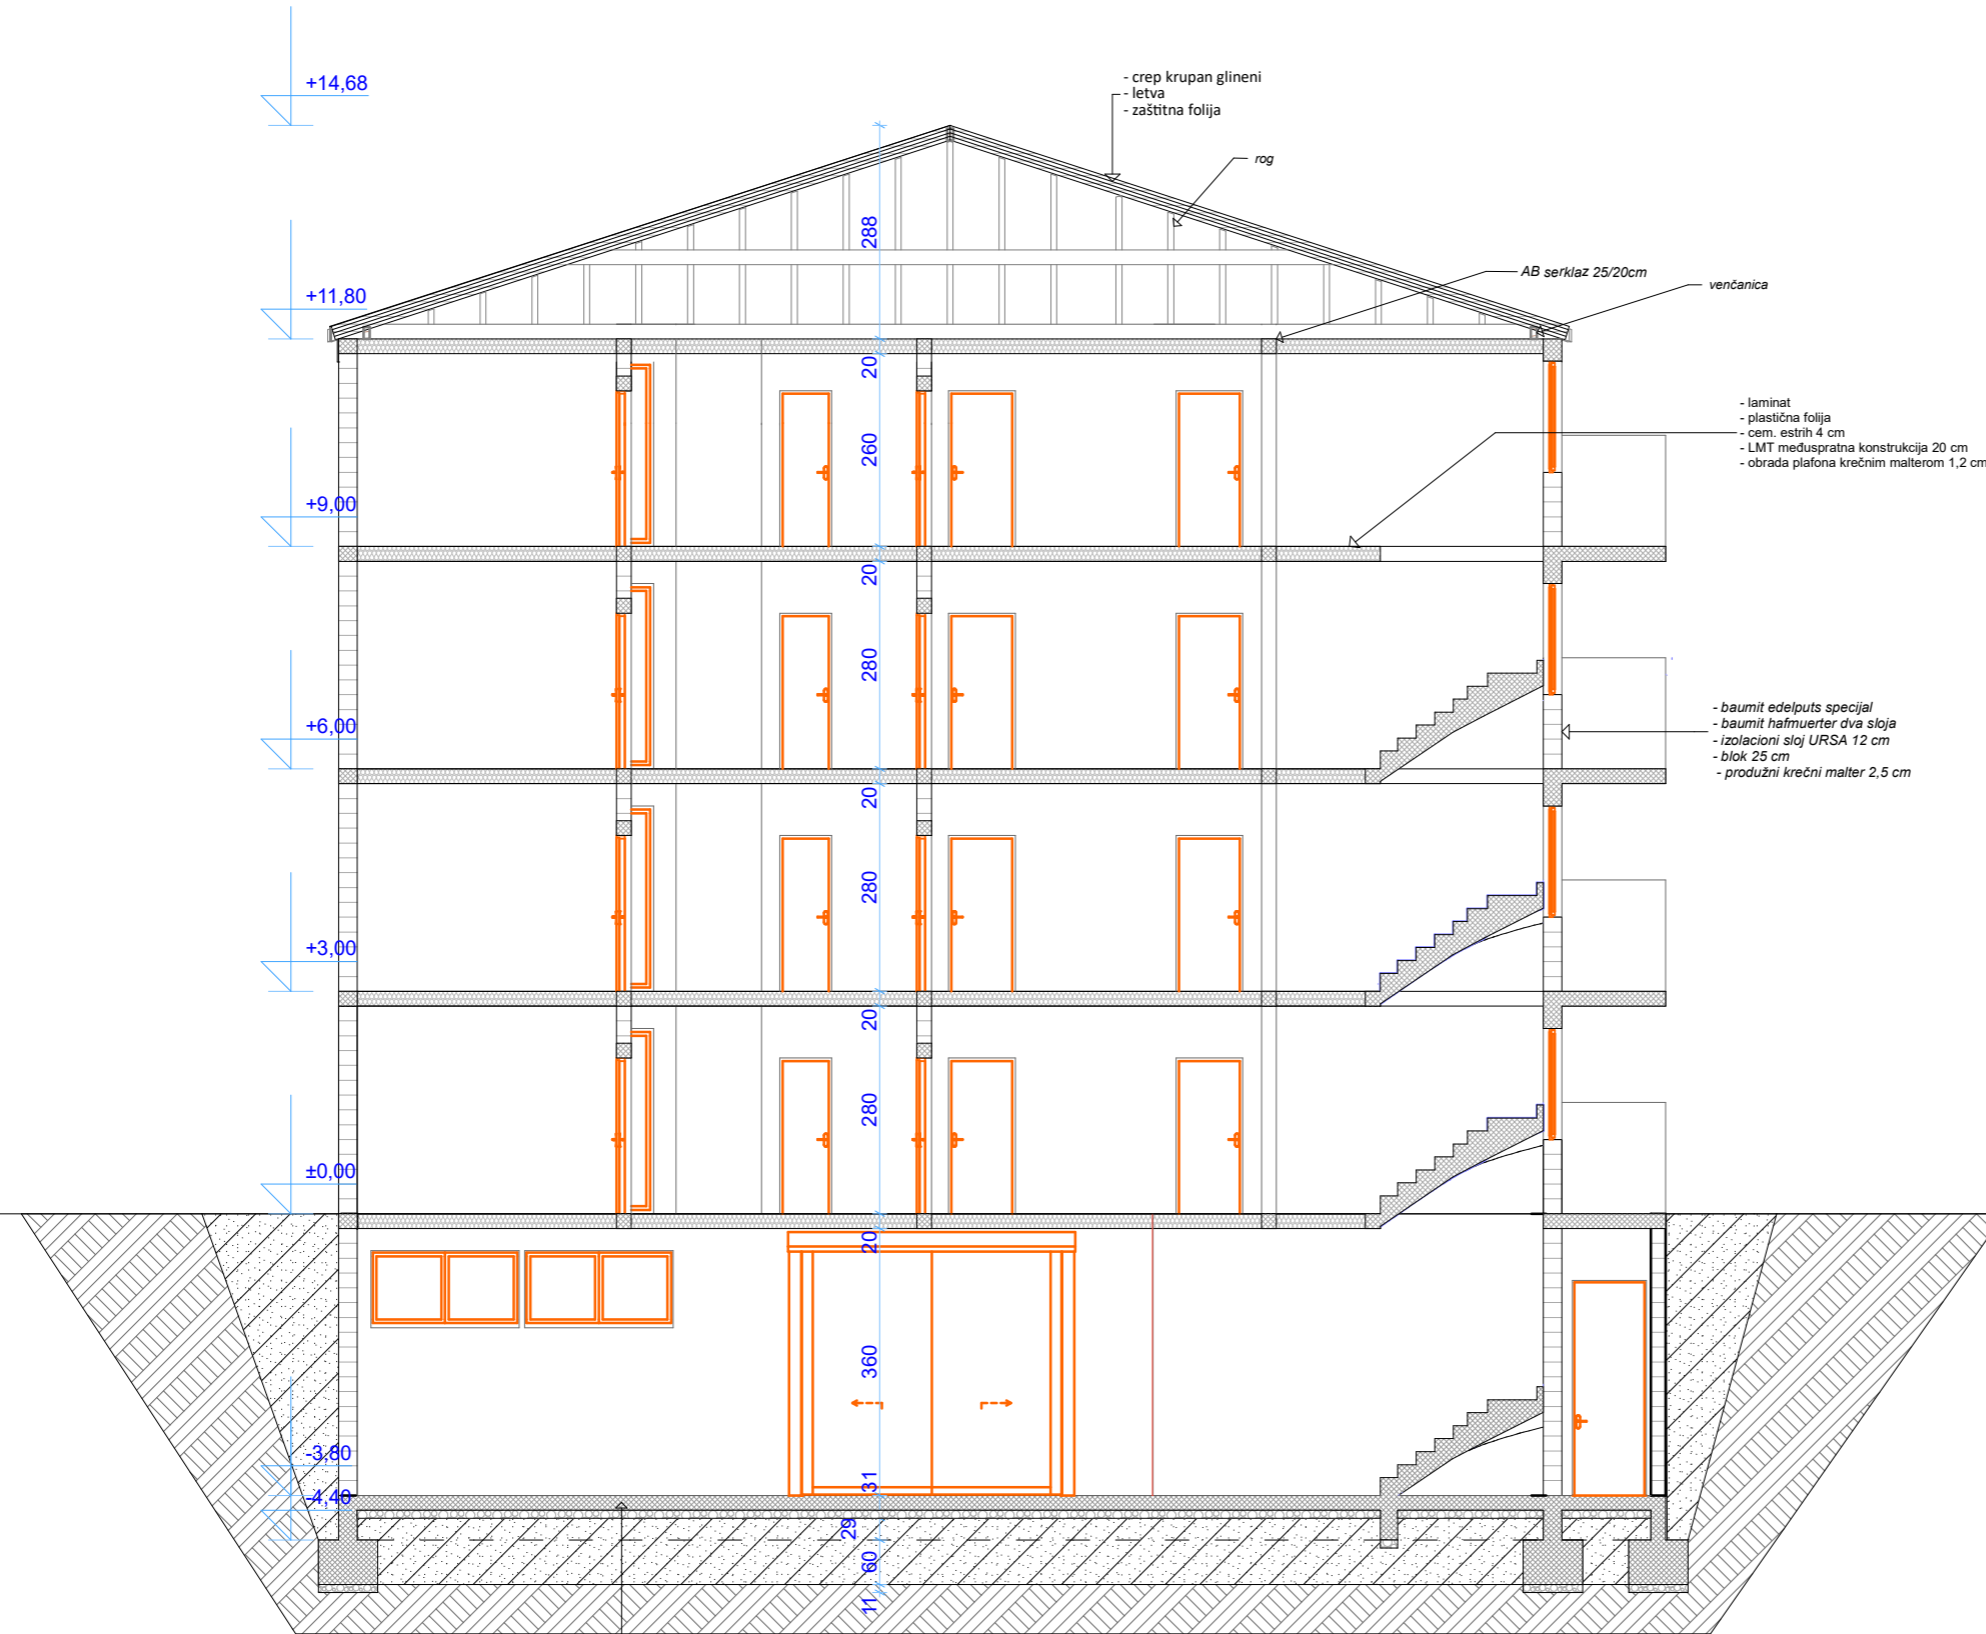 +14,68
- crep krupan glineni
- letva
- zaštitna folija
rog
288
AB serklaz 25/20cm
venčanica
+11,80
20
260
- laminat
- plastična folija
- cem. estrih 4 cm
- LMT međuspratna konstrukcija 20 cm
- obrada plafona krečnim malterom 1,2 cm
+9,00
20
280
- baumit edelputs specijal
- baumit hafmuerter dva sloja
- izolacioni sloj URSA 12 cm
- blok 25 cm
- produžni krečni malter 2,5 cm
+6,00
20
280
+3,00
20
280
±0,00
20
360
-3,80
31
-4,40
29
60
11